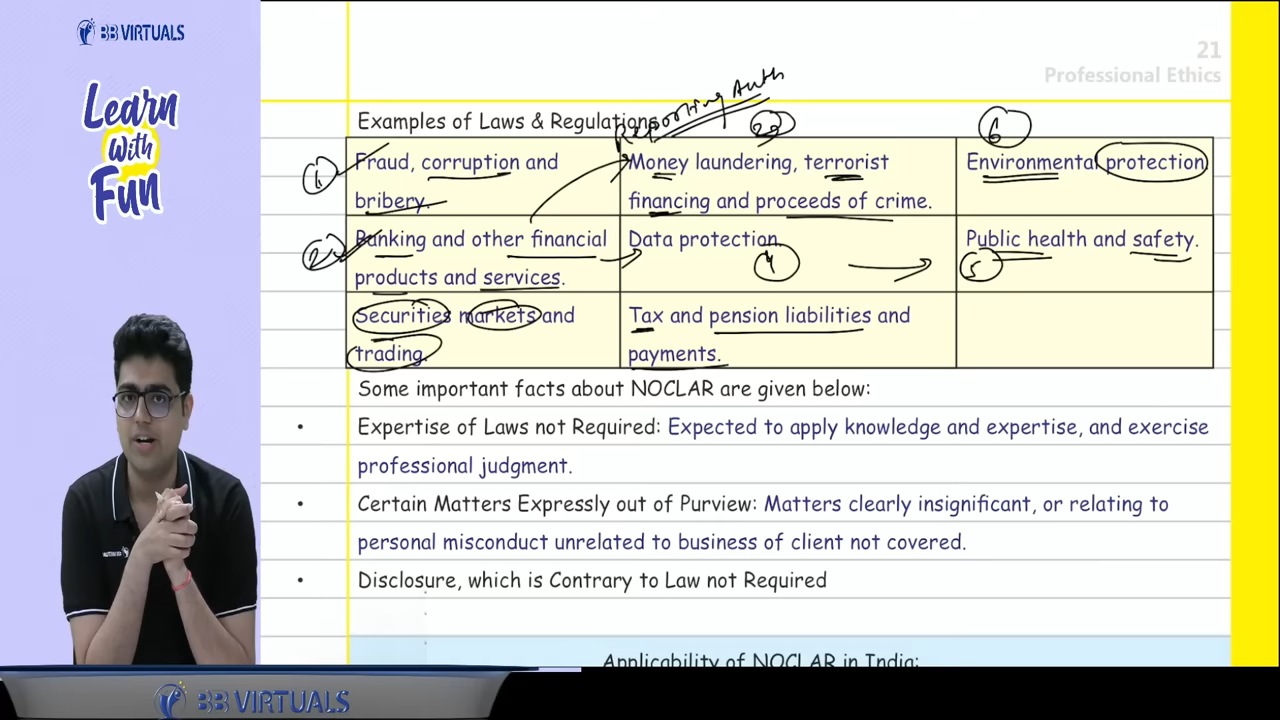 BB VIRTUALS
Learn
With
Fun
21
Professional Ethics
Reporting Auth
Examples of Laws & Regulations
1 Fraud, corruption and
bribery.
Money laundering, terrorist
financing and proceeds of crime.
6
Environmental protection
2 Banking and other financial
products and services.
Data protection
4
Public health and safety.
5
Securities markets and
trading.
Tax and pension liabilities and
payments.
Some important facts about NOCLAR are given below:
• Expertise of Laws not Required: Expected to apply knowledge and expertise, and exercise
professional judgment.
• Certain Matters Expressly out of Purview: Matters clearly insignificant, or relating to
personal misconduct unrelated to business of client not covered.
• Disclosure, which is Contrary to Law not Required
Applicability of NOCLAR in India:
BB VIRTUALS